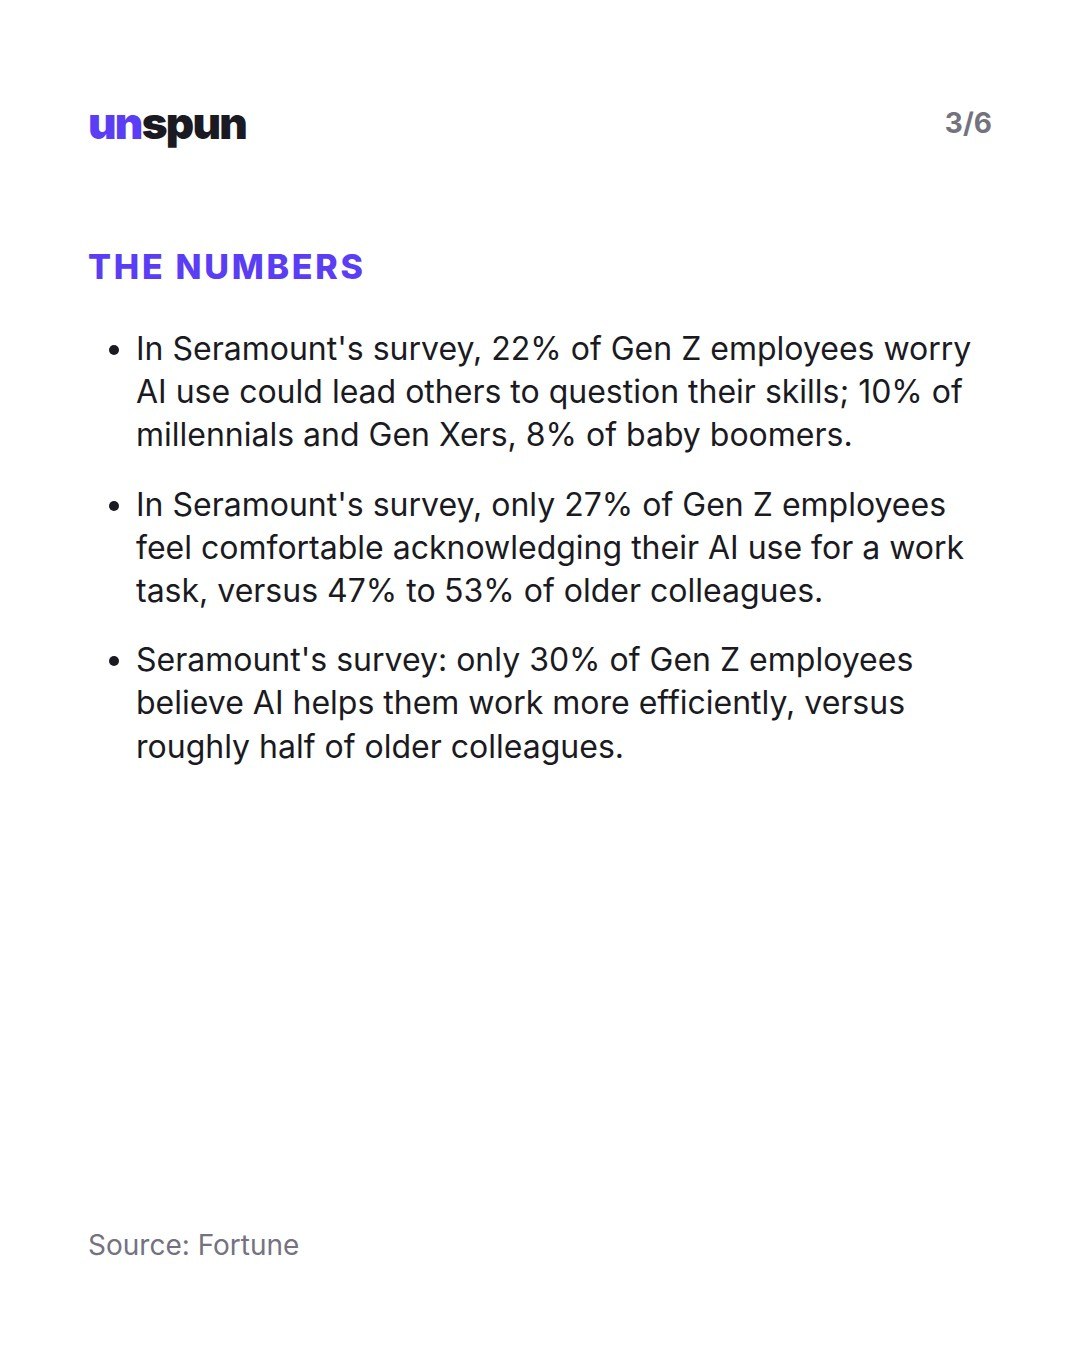 unspun
3/6
THE NUMBERS
• In Seramount's survey, 22% of Gen Z employees worry
AI use could lead others to question their skills; 10% of
millennials and Gen Xers, 8% of baby boomers.
• In Seramount's survey, only 27% of Gen Z employees
feel comfortable acknowledging their AI use for a work
task, versus 47% to 53% of older colleagues.
• Seramount's survey: only 30% of Gen Z employees
believe AI helps them work more efficiently, versus
roughly half of older colleagues.
Source: Fortune